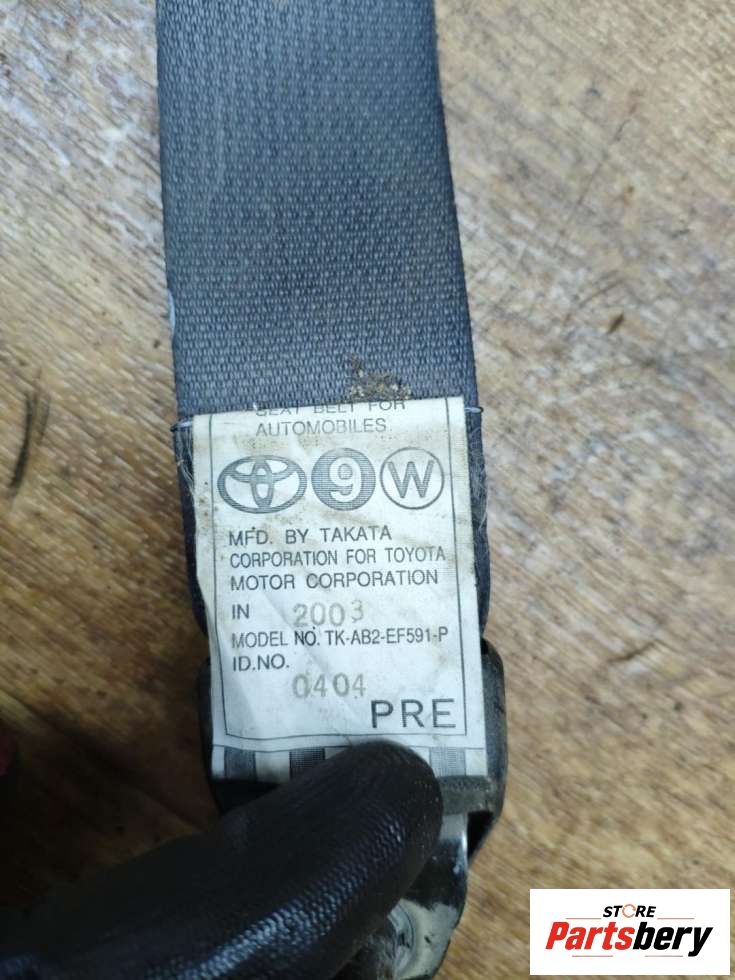 SEAT BELT FOR
AUTOMOBILES
9 W
MFD. BY TAKATA
CORPORATION FOR TOYOTA
MOTOR CORPORATION
IN 2003
MODEL NO. TK-AB2-EF591-P
ID.NO.
0404
PRE
STORE
Partsbery